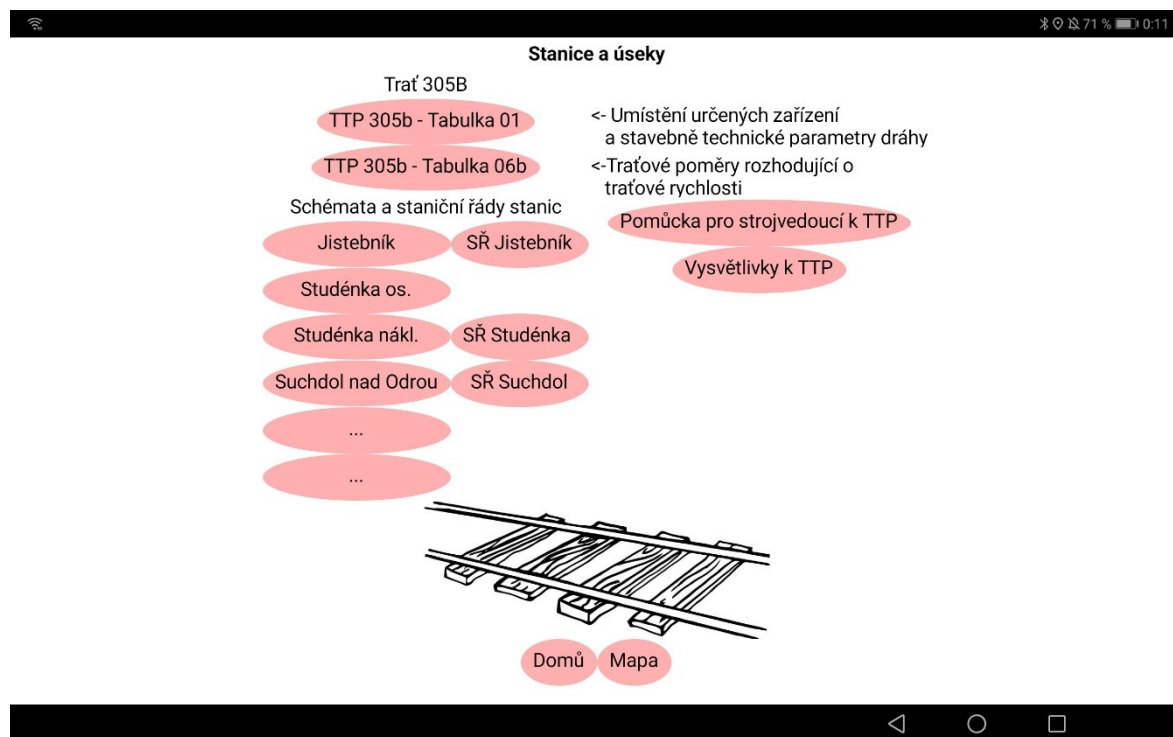 71 % 0:11
Stanice a úseky
Trať 305B
TTP 305b - Tabulka 01
<- Umístění určených zařízení
a stavebně technické parametry dráhy
TTP 305b - Tabulka 06b
<-Traťové poměry rozhodující o
traťové rychlosti
Schémata a staniční řády stanic
Pomůcka pro strojvedoucí k TTP
Jistebník SŘ Jistebník
Vysvětlivky k TTP
Studénka os.
Studénka nákl. SŘ Studénka
Suchdol nad Odrou SŘ Suchdol
...
...
Domů Mapa